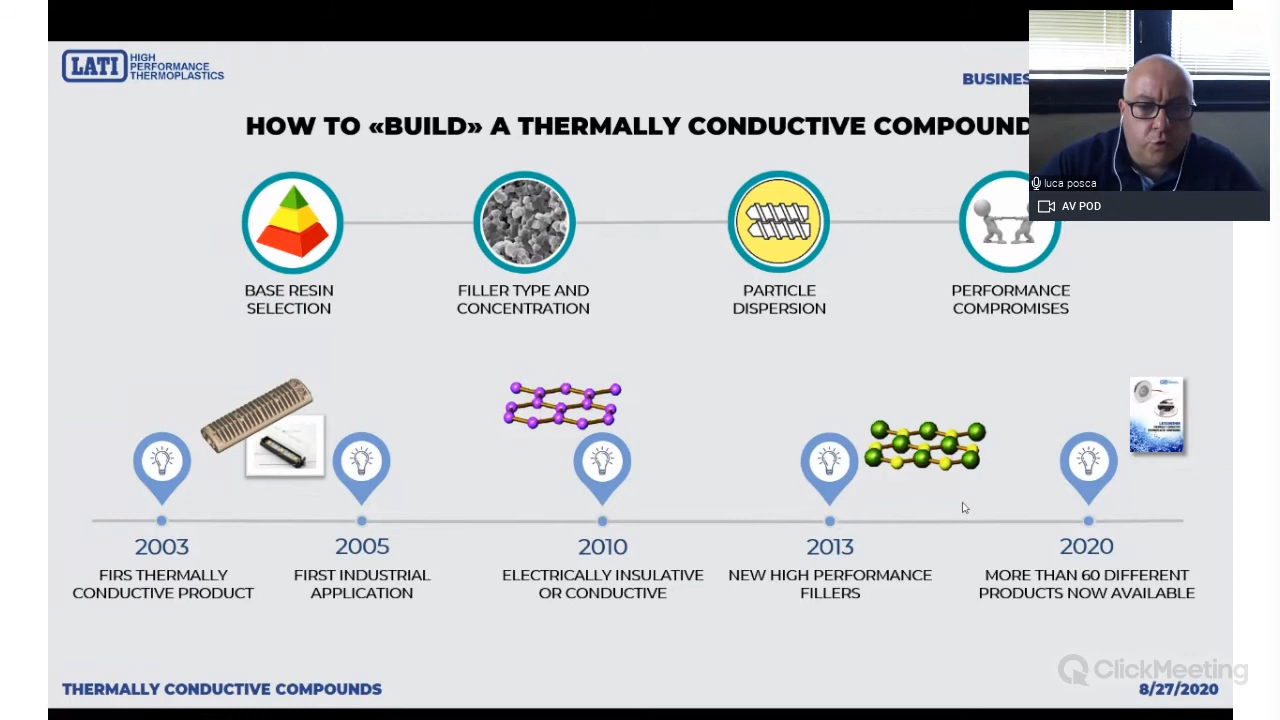 LATI HIGH
PERFORMANCE
THERMOPLASTICS
BUSINES
HOW TO «BUILD» A THERMALLY CONDUCTIVE COMPOUND
luca posca
AV POD
BASE RESIN
SELECTION
FILLER TYPE AND
CONCENTRATION
PARTICLE
DISPERSION
PERFORMANCE
COMPROMISES
2003
FIRS THERMALLY
CONDUCTIVE PRODUCT
2005
FIRST INDUSTRIAL
APPLICATION
2010
ELECTRICALLY INSULATIVE
OR CONDUCTIVE
2013
NEW HIGH PERFORMANCE
FILLERS
2020
MORE THAN 60 DIFFERENT
PRODUCTS NOW AVAILABLE
ClickMeeting
THERMALLY CONDUCTIVE COMPOUNDS
8/27/2020